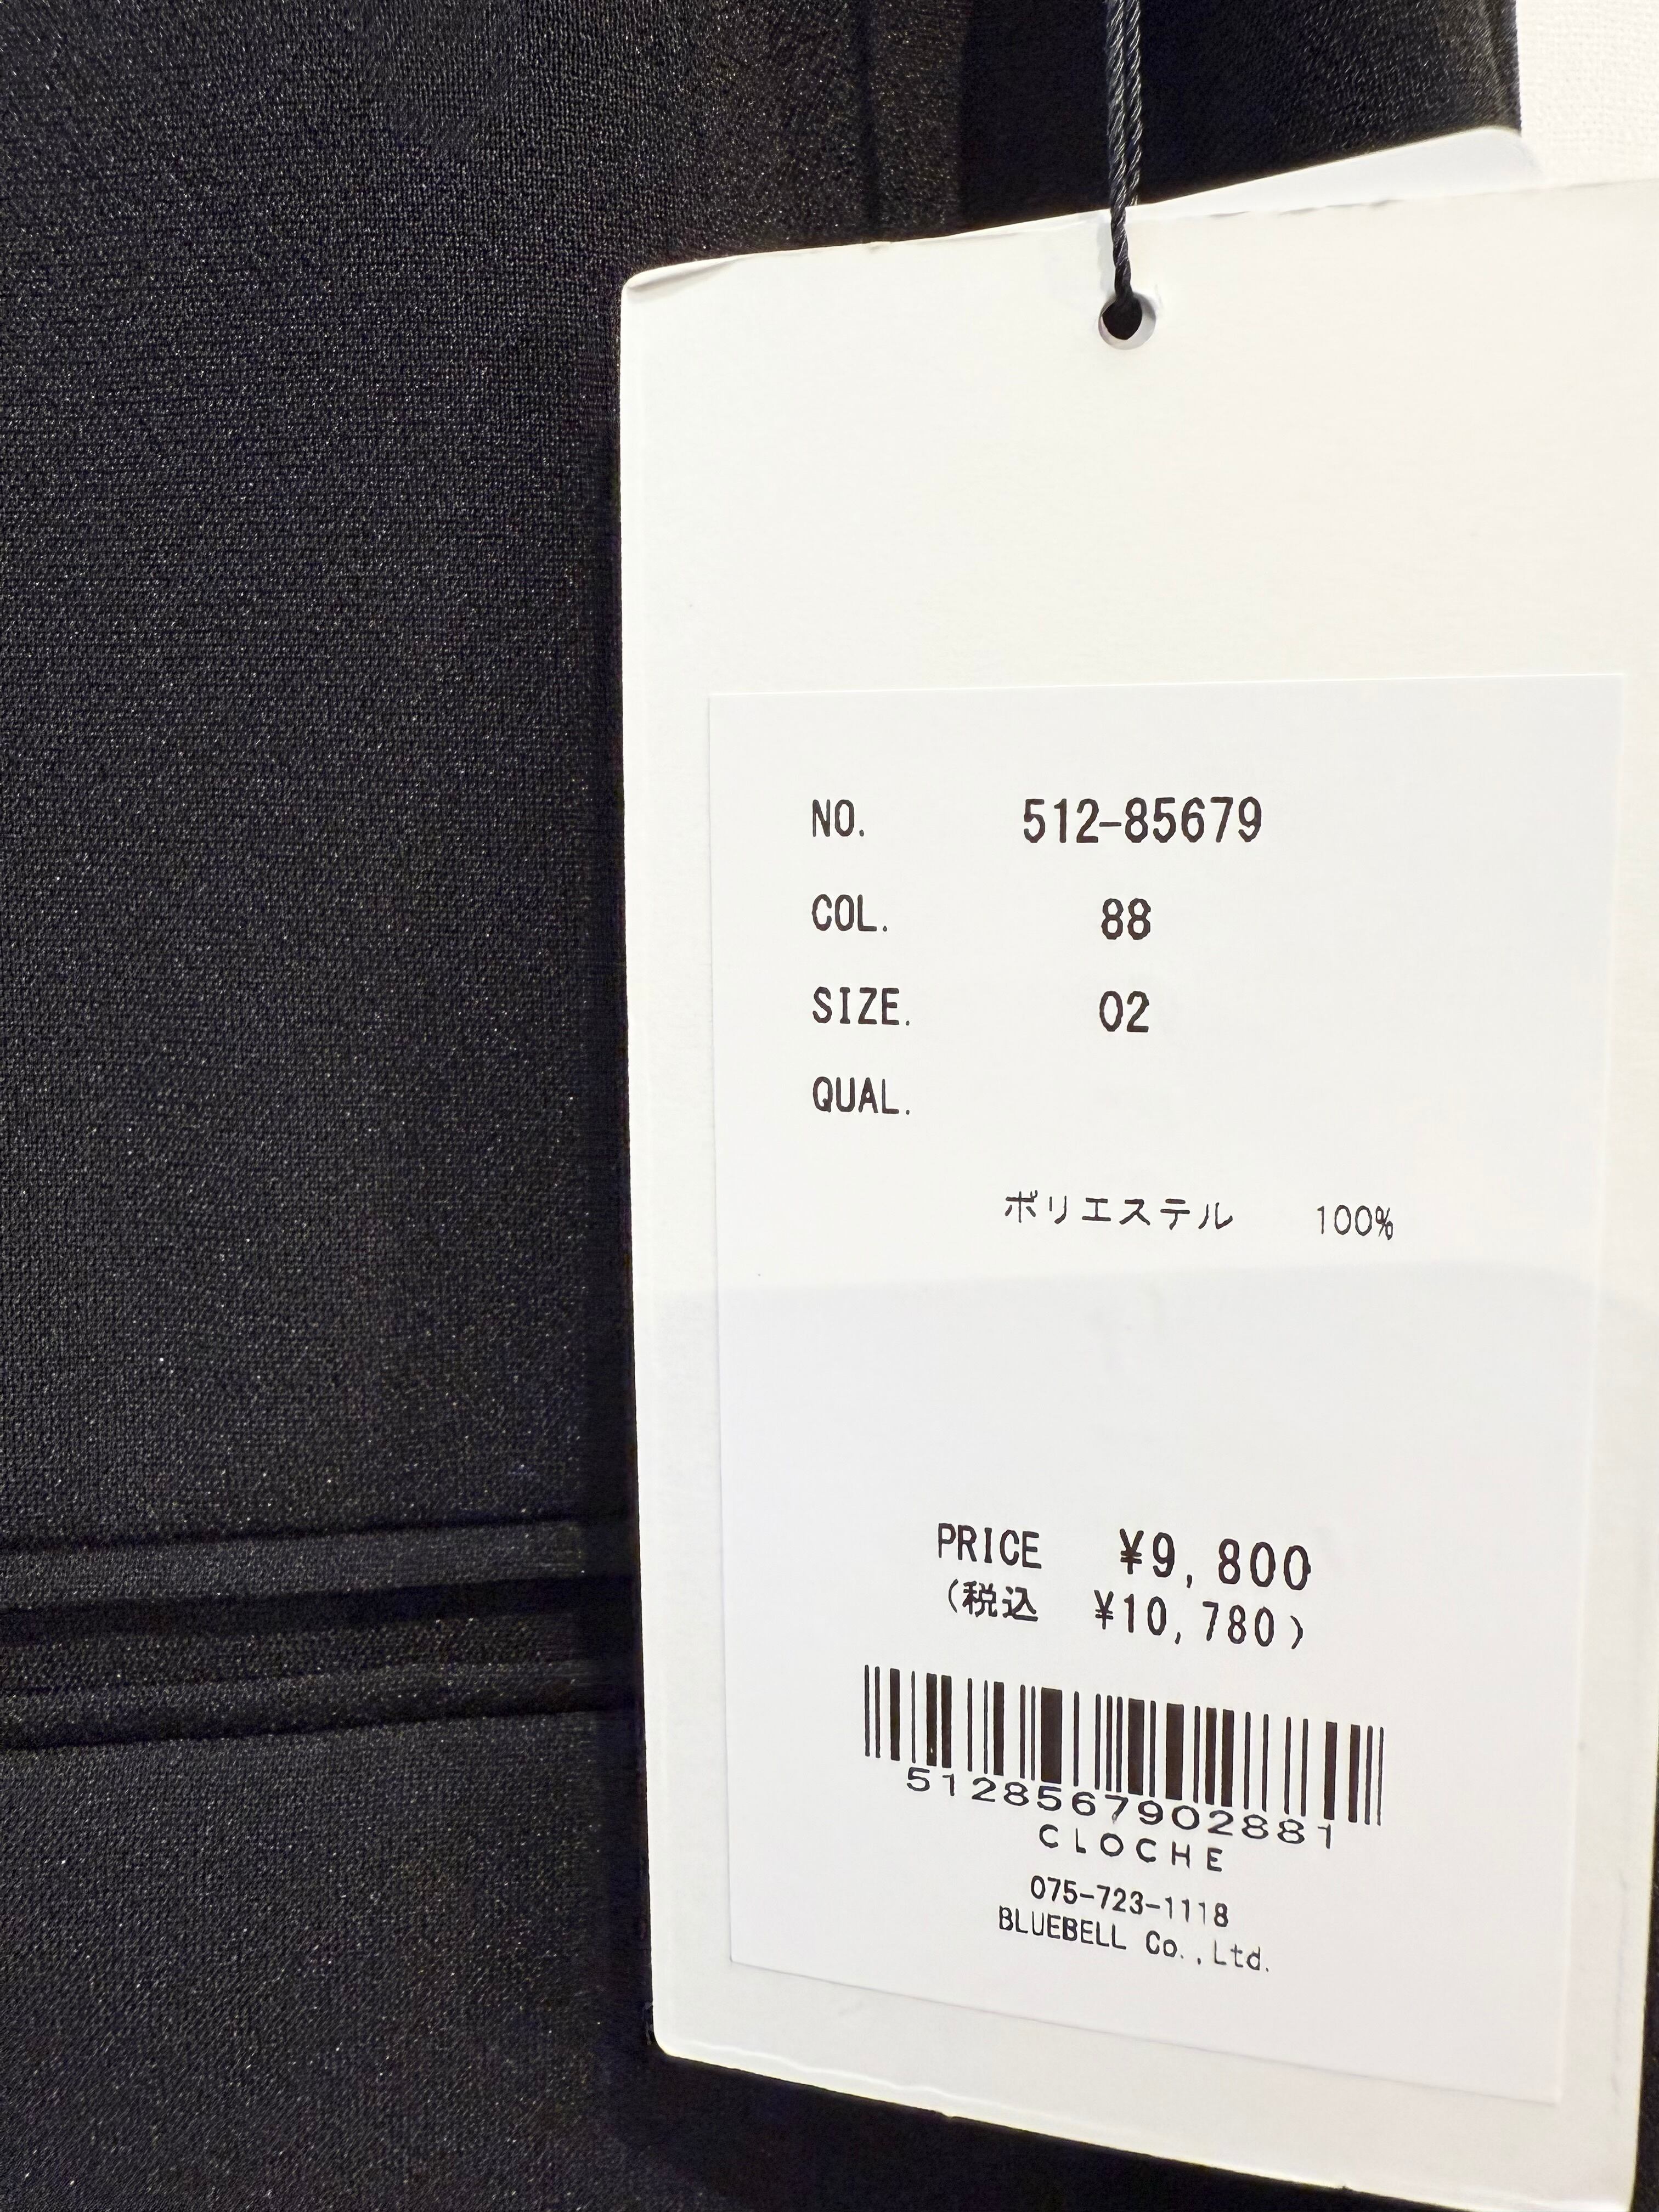 NO. 512-85679
COL. 88
SIZE. 02
QUAL.
ポリエステル 100%
PRICE ¥9,800
(税込 ¥10,780)
5128567902881
CLOCHE
075-723-1118
BLUEBELL Co.,Ltd.